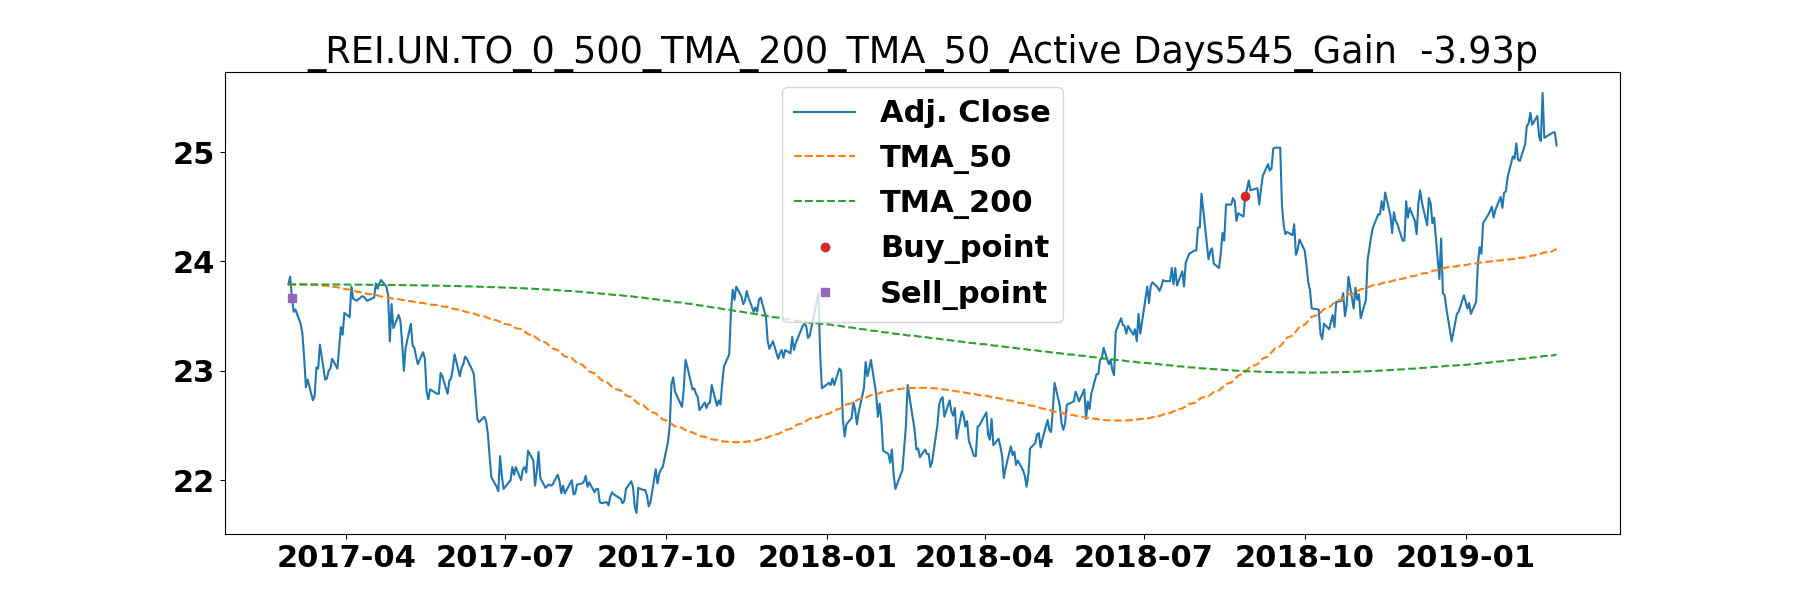 _REI.UN.TO_0_500_TMA_200_TMA_50_Active Days545_Gain  -3.93p
Adj. Close
TMA_50
TMA_200
Buy_point
Sell_point
25
24
23
22
2017-04 2017-07 2017-10 2018-01 2018-04 2018-07 2018-10 2019-01